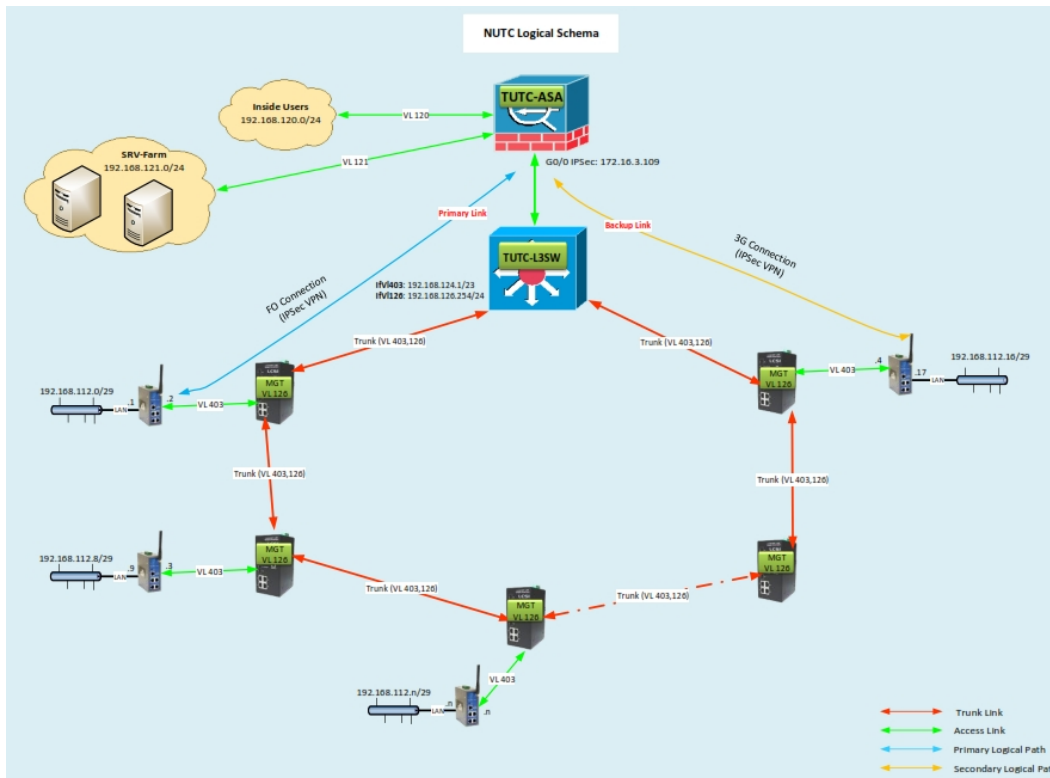 NUTC Logical Schema
TUTC-ASA
Inside Users
192.168.120.0/24
VL 120
SRV-Farm
192.168.121.0/24
VL 121
G0/0 IPSec: 172.16.3.109
Primary Link
Backup Link
3G Connection
(IPSec VPN)
FO Connection
(IPSec VPN)
TUTC-L3SW
IfVl403: 192.168.124.1/23
IfVl126: 192.168.126.254/24
Trunk (VL 403,126)
Trunk (VL 403,126)
192.168.112.0/29
LAN
.1
.2
VL 403
MGT
VL 126
MGT
VL 126
VL 403
.4
.17
LAN
192.168.112.16/29
Trunk (VL 403,126)
Trunk (VL 403,126)
192.168.112.8/29
LAN
.9
.3
VL 403
MGT
VL 126
MGT
VL 126
Trunk (VL 403,126)
Trunk (VL 403,126)
MGT
VL 126
VL 403
192.168.112.n/29
LAN
.n
.n
Trunk Link
Access Link
Primary Logical Path
Secondary Logical Pat